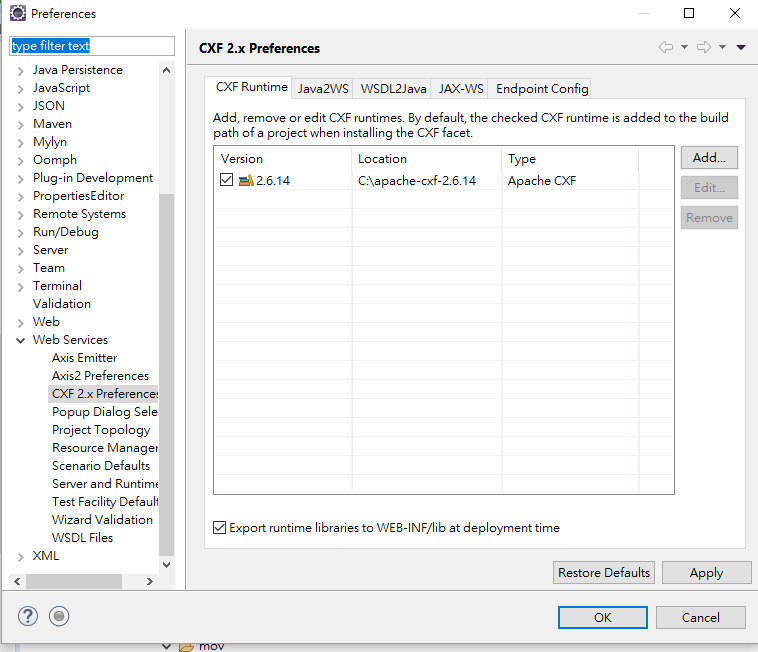 Preferences
type filter text
Java Persistence
JavaScript
JSON
Maven
Mylyn
Oomph
Plug-in Development
PropertiesEditor
Remote Systems
Run/Debug
Server
Team
Terminal
Validation
Web
Web Services
Axis Emitter
Axis2 Preferences
CXF 2.x Preferences
Popup Dialog Sele
Project Topology
Resource Manager
Scenario Defaults
Server and Runtime
Test Facility Default
Wizard Validation
WSDL Files
XML
CXF 2.x Preferences
CXF Runtime Java2WS WSDL2Java JAX-WS Endpoint Config
Add, remove or edit CXF runtimes. By default, the checked CXF runtime is added to the build
path of a project when installing the CXF facet.
Version Location Type
2.6.14 C:\apache-cxf-2.6.14 Apache CXF
Add...
Edit...
Remove
Export runtime libraries to WEB-INF/lib at deployment time
Restore Defaults Apply
OK Cancel
mov